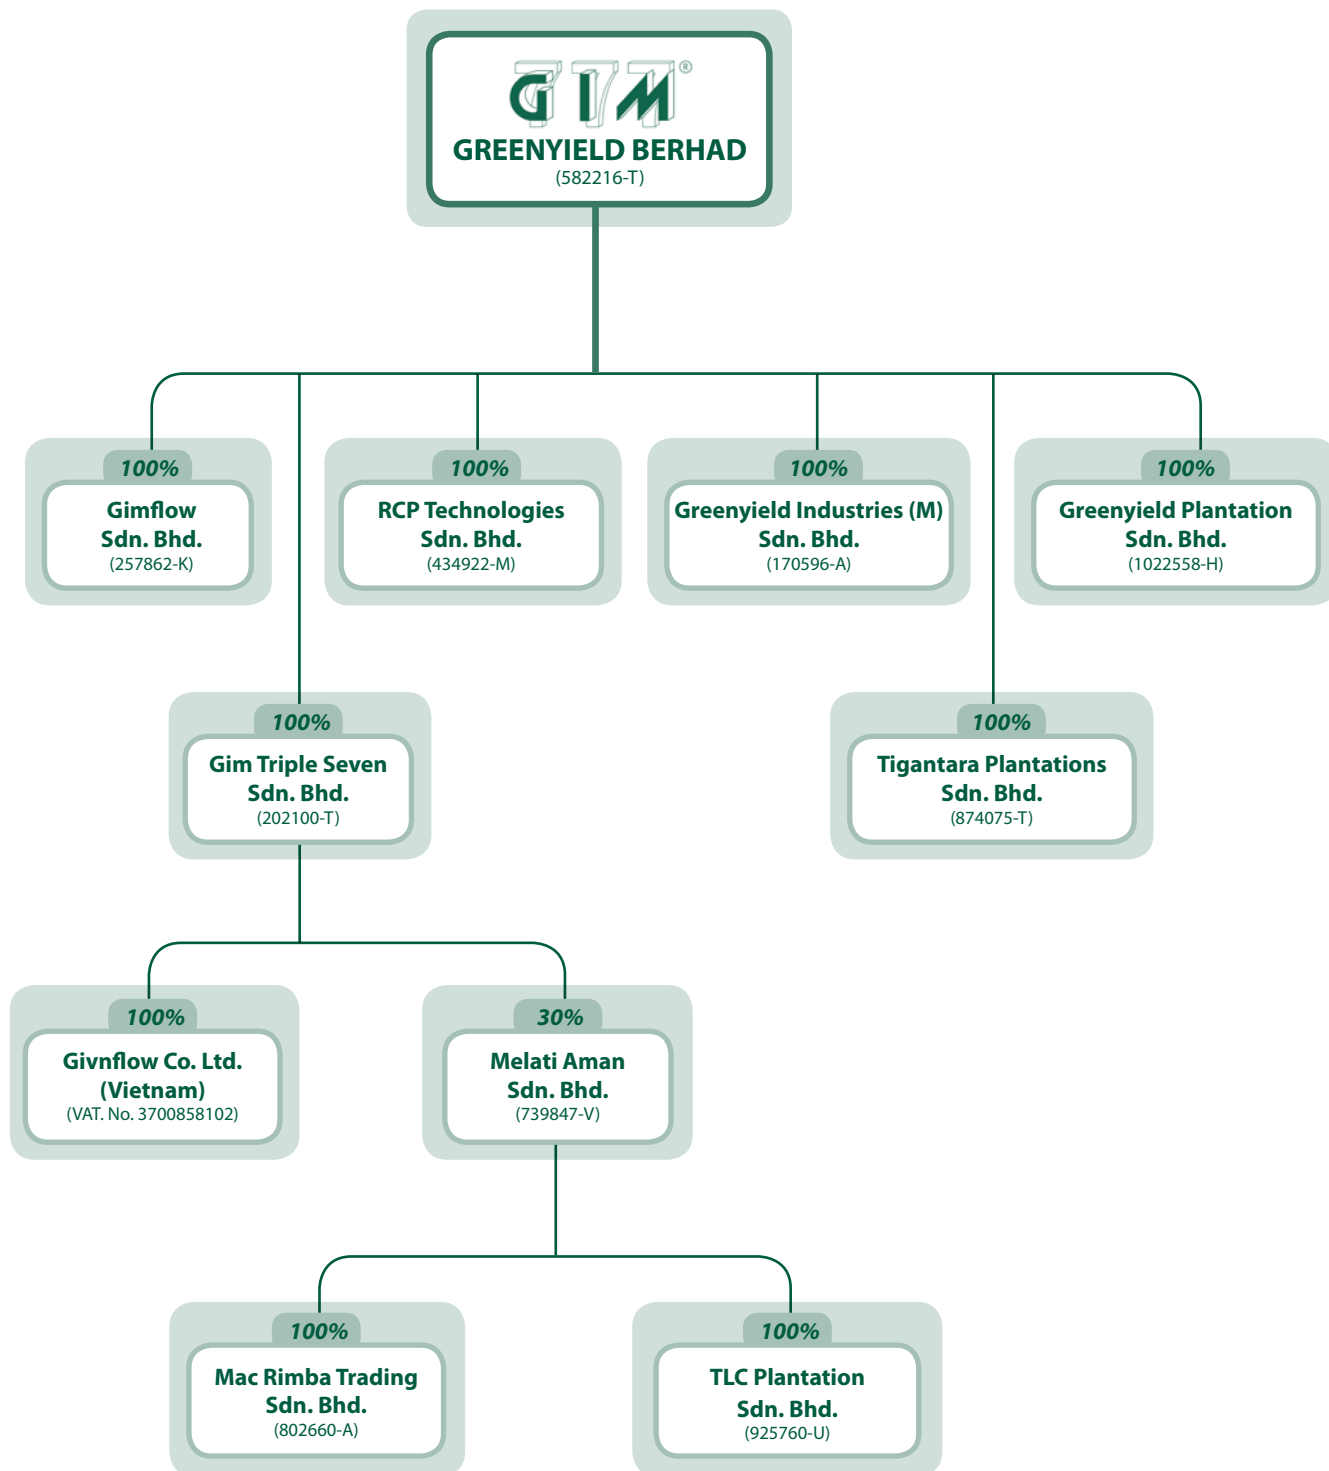 777
GIM®
GREENYIELD BERHAD
(582216-T)
100%
Gimflow
Sdn. Bhd.
(257862-K)
100%
RCP Technologies
Sdn. Bhd.
(434922-M)
100%
Greenyield Industries (M)
Sdn. Bhd.
(170596-A)
100%
Greenyield Plantation
Sdn. Bhd.
(1022558-H)
100%
Gim Triple Seven
Sdn. Bhd.
(202100-T)
100%
Tigantara Plantations
Sdn. Bhd.
(874075-T)
100%
Givnflow Co. Ltd.
(Vietnam)
(VAT. No. 3700858102)
30%
Melati Aman
Sdn. Bhd.
(739847-V)
100%
Mac Rimba Trading
Sdn. Bhd.
(802660-A)
100%
TLC Plantation
Sdn. Bhd.
(925760-U)